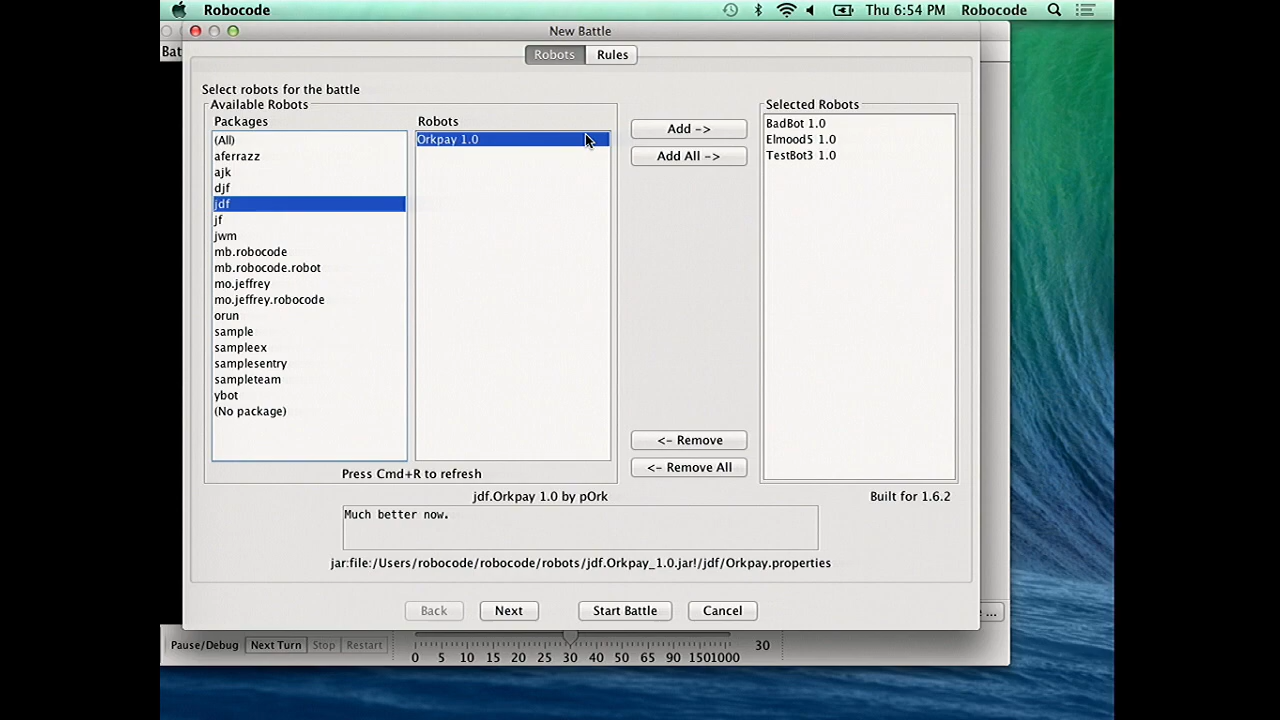 Robocode
Thu 6:54 PM Robocode
New Battle
Bat
Robots Rules
Select robots for the battle
Available Robots
Selected Robots
Packages
Robots
(All)
aferrazz
ajk
djf
jdf
jf
jwm
mb.robocode
mb.robocode.robot
mo.jeffrey
mo.jeffrey.robocode
orun
sample
sampleex
samplesentry
sampleteam
ybot
(No package)
Orkpay 1.0
Add ->
Add All ->
<- Remove
<- Remove All
BadBot 1.0
Elmood5 1.0
TestBot3 1.0
Press Cmd+R to refresh
jdf.Orkpay 1.0 by pOrk
Built for 1.6.2
Much better now.
jar:file:/Users/robocode/robocode/robots/jdf.Orkpay_1.0.jar!/jdf/Orkpay.properties
Back Next Start Battle Cancel
...
Pause/Debug Next Turn Stop Restart
0 5 10 15 20 25 30 40 50 65 90 1501000
30